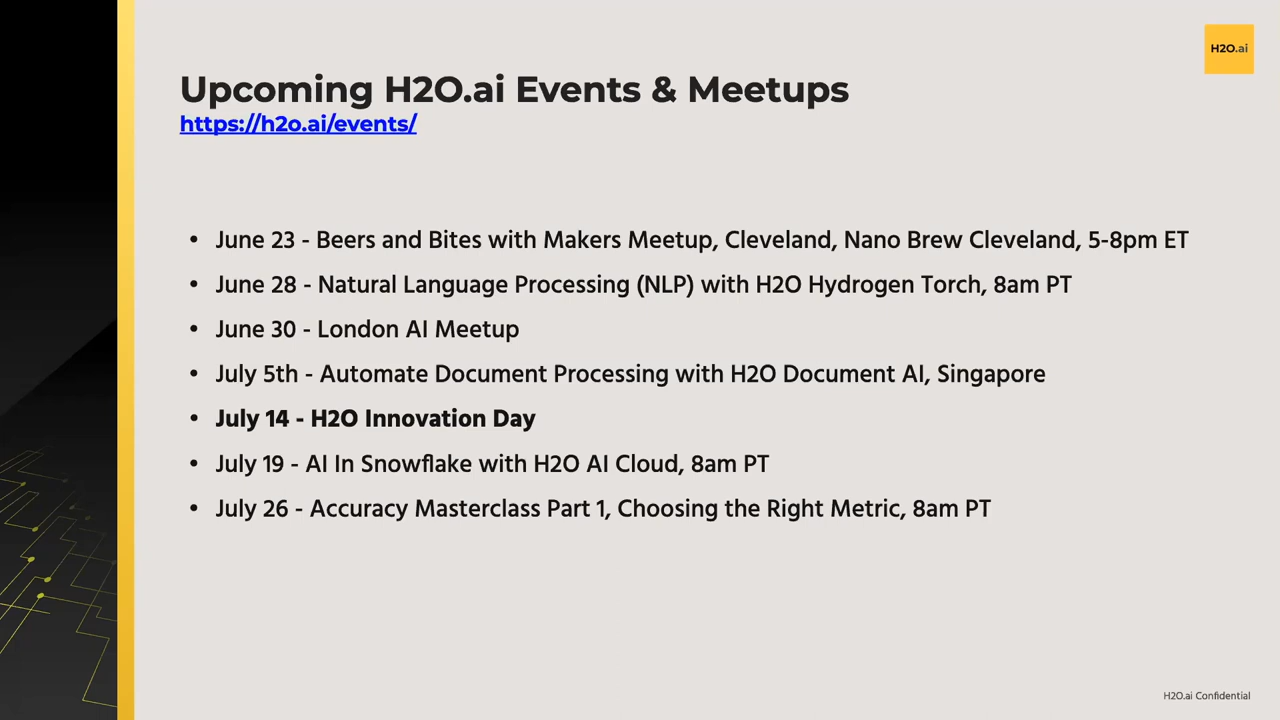 H2O.ai
Upcoming H2O.ai Events & Meetups
https://h2o.ai/events/
• June 23 - Beers and Bites with Makers Meetup, Cleveland, Nano Brew Cleveland, 5-8pm ET
• June 28 - Natural Language Processing (NLP) with H2O Hydrogen Torch, 8am PT
• June 30 - London AI Meetup
• July 5th - Automate Document Processing with H2O Document AI, Singapore
• July 14 - H2O Innovation Day
• July 19 - AI In Snowflake with H2O AI Cloud, 8am PT
• July 26 - Accuracy Masterclass Part 1, Choosing the Right Metric, 8am PT
H2O.ai Confidential